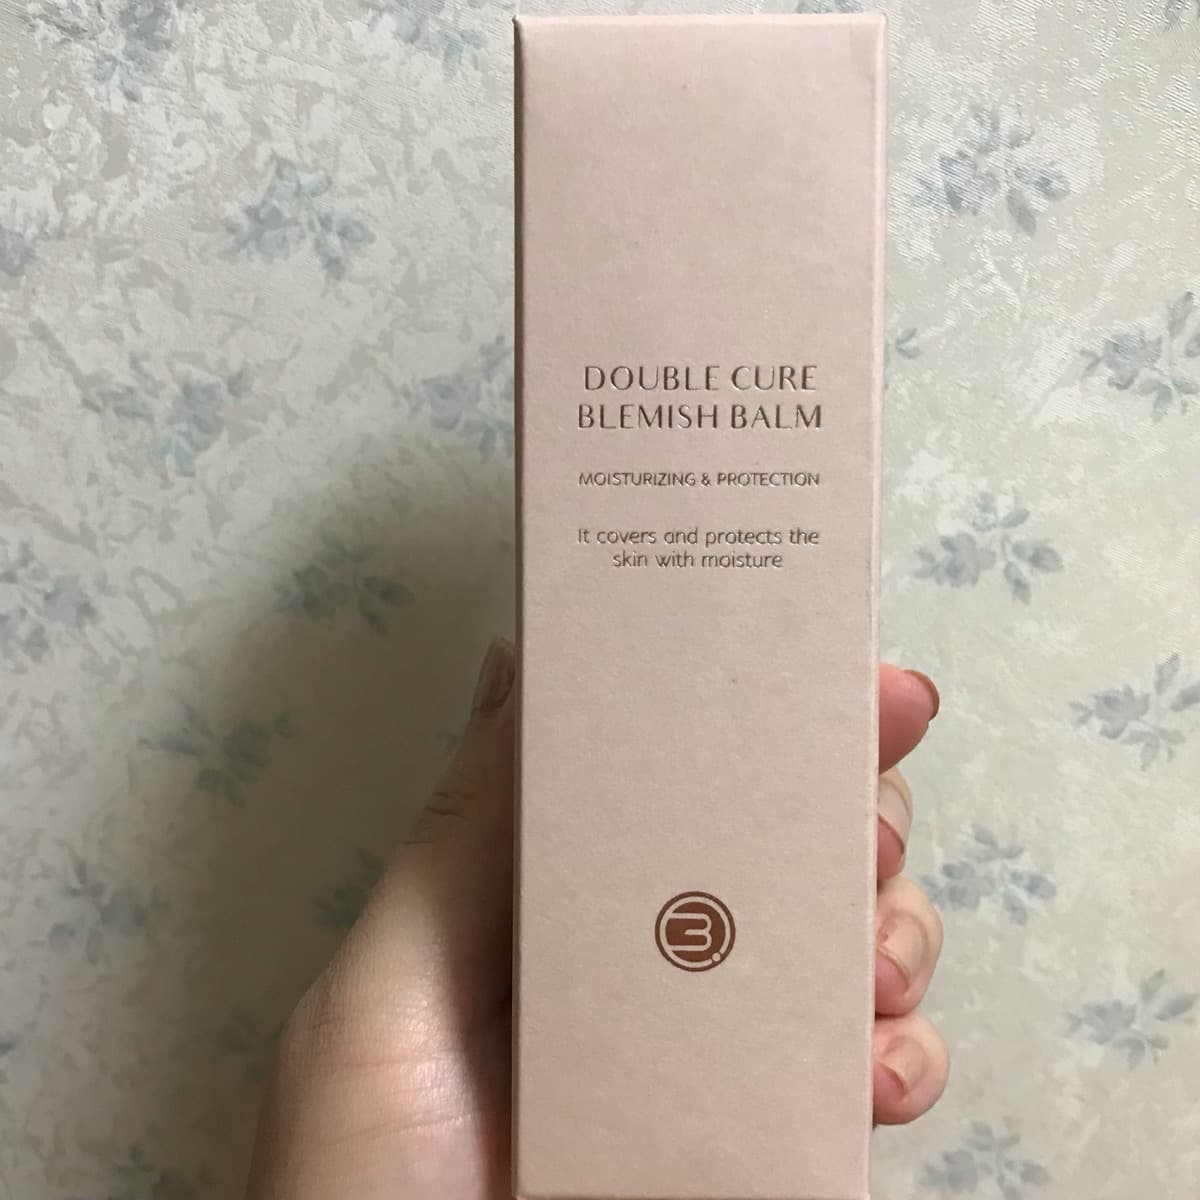 DOUBLE CURE
BLEMISH BALM
MOISTURIZING & PROTECTION
It covers and protects the
skin with moisture